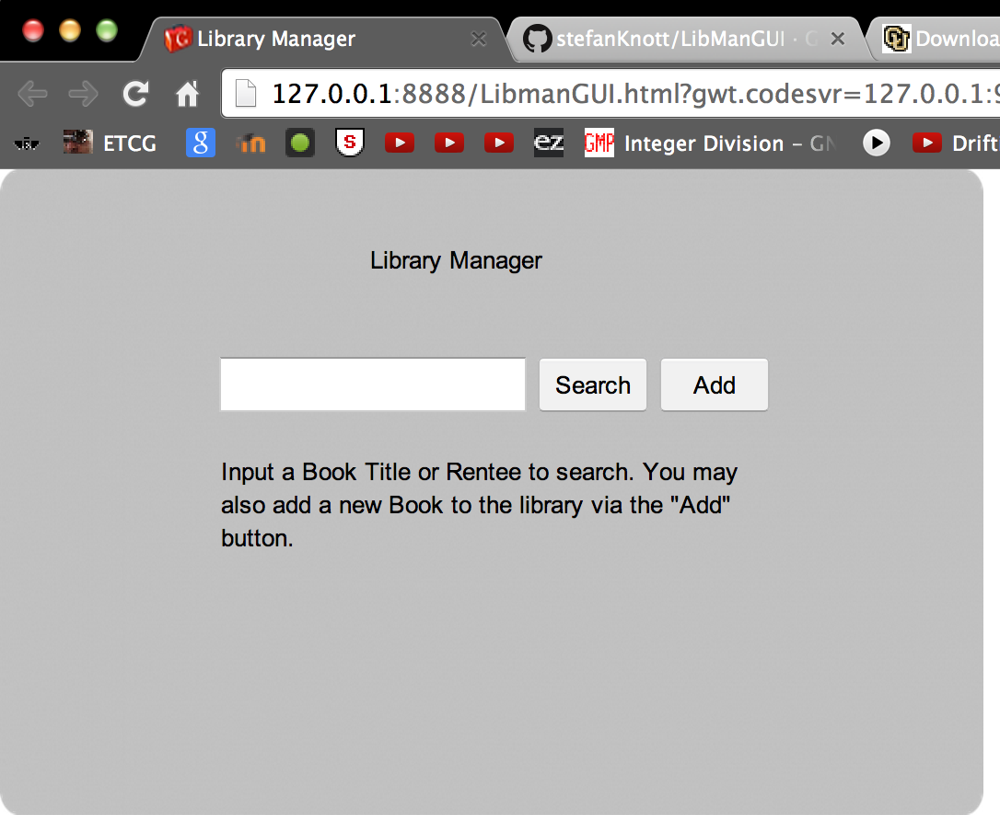 Library Manager
stefanKnott/LibManGUI · G
Downloa
127.0.0.1:8888/LibmanGUI.html?gwt.codesvr=127.0.0.1:9
ETCG
g
S
ez
GMP
Integer Division – GN
Drift
Library Manager
Search
Add
Input a Book Title or Rentee to search. You may
also add a new Book to the library via the "Add"
button.